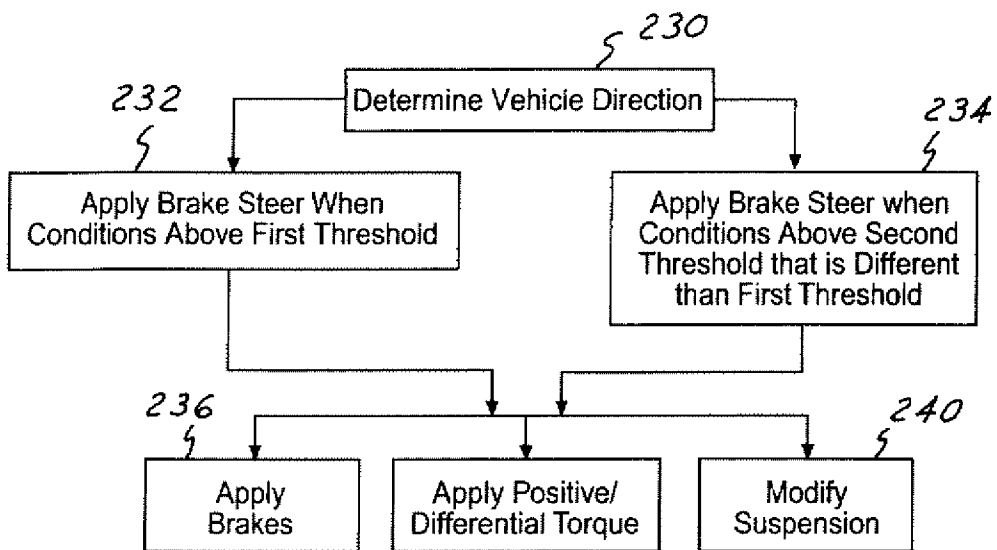 230
Determine Vehicle Direction
232
234
Apply Brake Steer When
Conditions Above First Threshold
Apply Brake Steer when
Conditions Above Second
Threshold that is Different
than First Threshold
236
240
Apply
Brakes
Apply Positive/
Differential Torque
Modify
Suspension